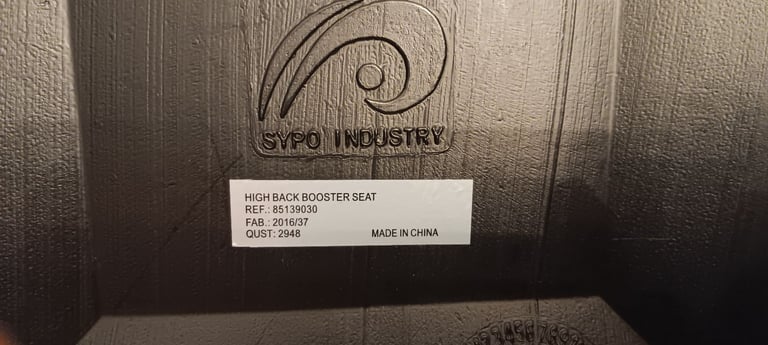 SYPO INDUSTRY
HIGH BACK BOOSTER SEAT
REF.: 85139030
FAB.: 2016/37
QUST: 2948 MADE IN CHINA